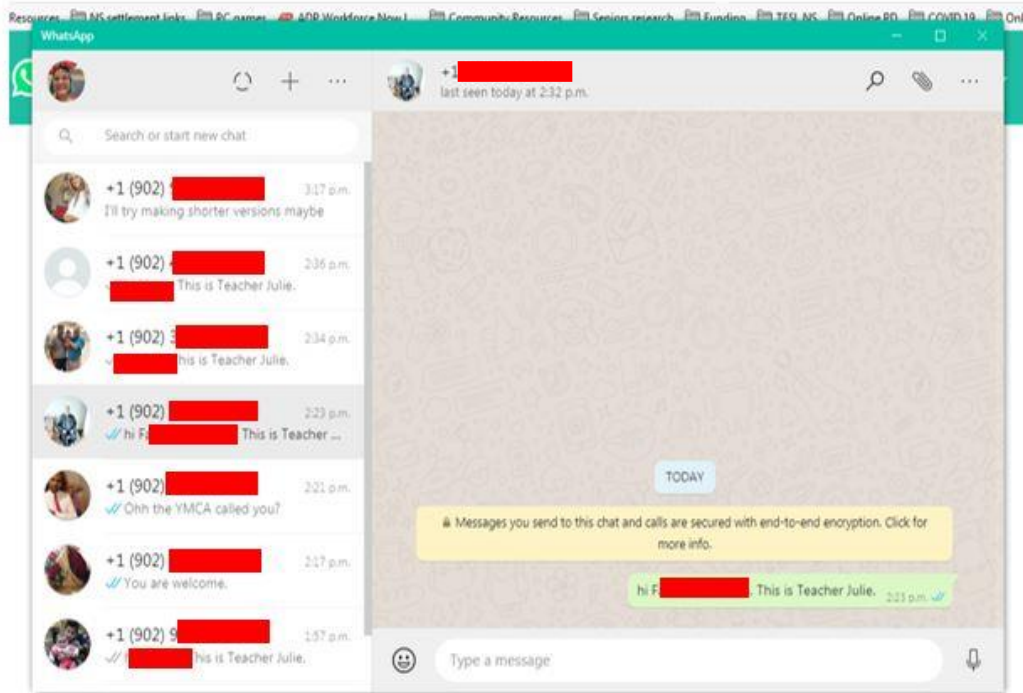 Resources NS settlement links PC games ADP Workforce Now | Community Resources Seniors research Funding TESL NS Online PD COVID 19 Onl
WhatsApp
+1
last seen today at 2:32 p.m.
Search or start new chat
+1 (902) 3:17 p.m.
I'll try making shorter versions maybe
+1 (902) 2:36 p.m.
This is Teacher Julie.
+1 (902) 3 2:34 p.m.
his is Teacher Julie.
+1 (902) 2:23 p.m.
hi F This is Teacher ...
+1 (902) 2:21 p.m.
Ohh the YMCA called you?
+1 (902) 2:17 p.m.
You are welcome.
+1 (902) 9 1:57 p.m.
his is Teacher Julie.
TODAY
Messages you send to this chat and calls are secured with end-to-end encryption. Click for
more info.
hi F . This is Teacher Julie. 2:23 p.m.
Type a message